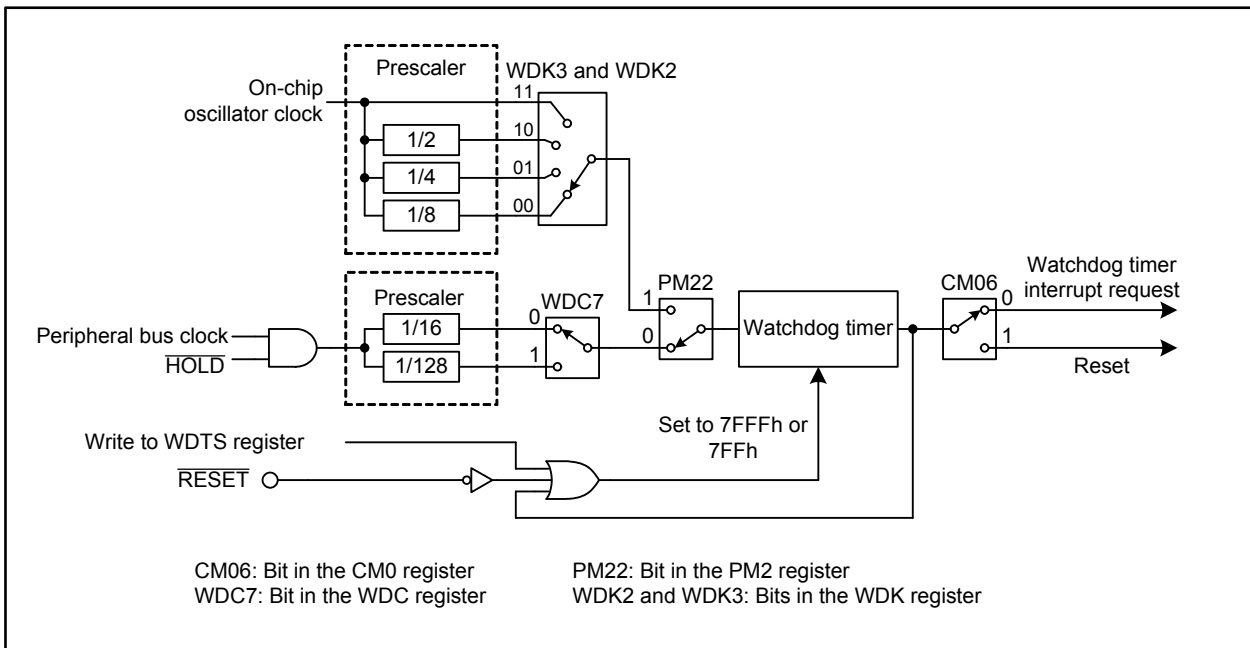 Prescaler
WDK3 and WDK2
On-chip
oscillator clock
11
1/2
10
1/4
01
1/8
00
Prescaler
WDC7
PM22
CM06
Watchdog timer
interrupt request
Peripheral bus clock
HOLD
1/16
0
1/128
1
1
0
Watchdog timer
0
1
Reset
Set to 7FFFh or
7FFh
Write to WDTS register
RESET
CM06: Bit in the CM0 register
PM22: Bit in the PM2 register
WDC7: Bit in the WDC register
WDK2 and WDK3: Bits in the WDK register